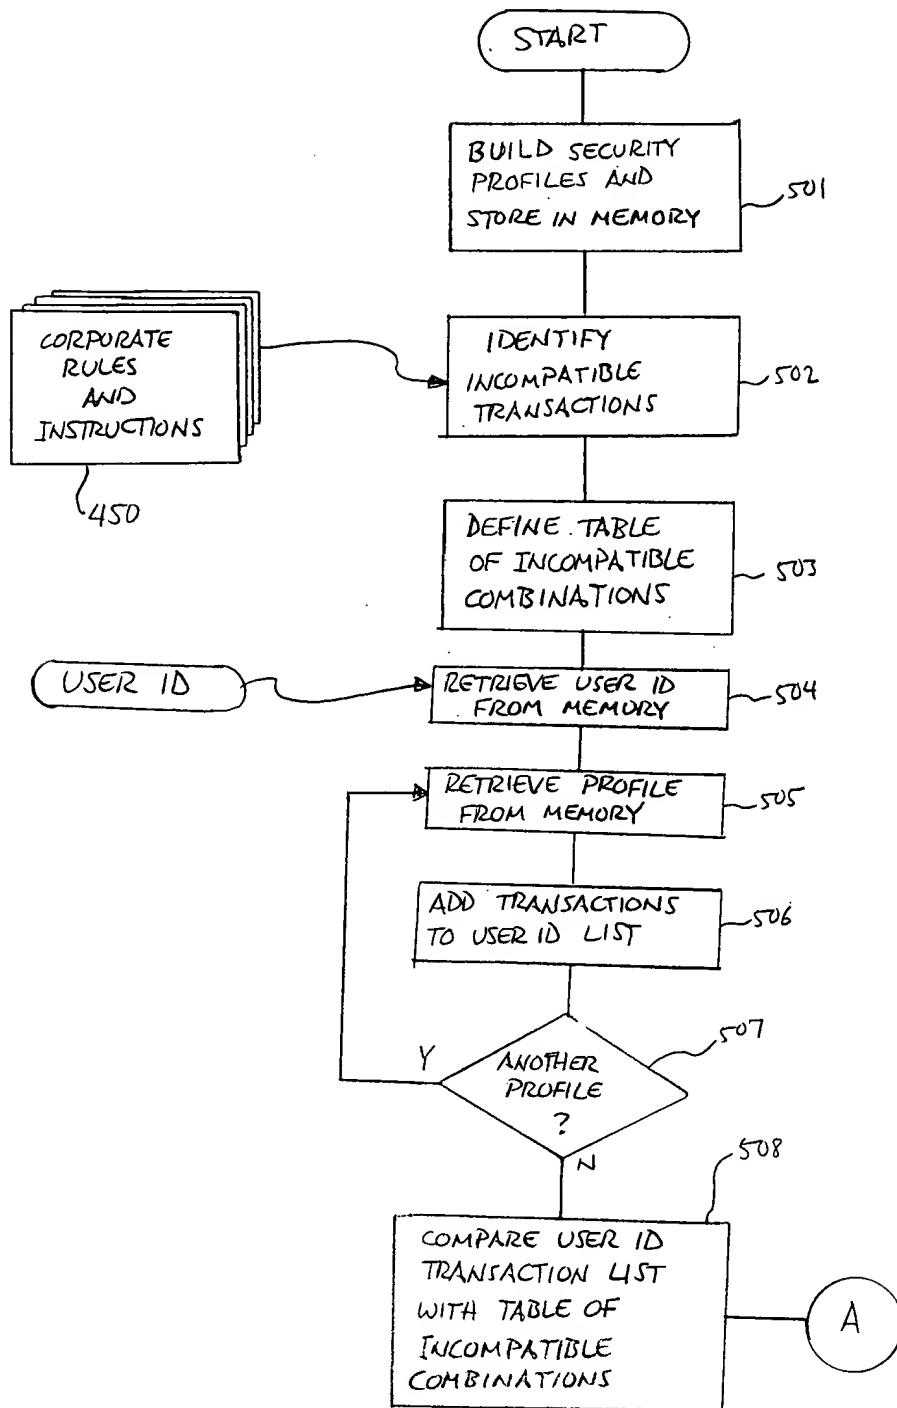 START
BUILD SECURITY
PROFILES AND
STORE IN MEMORY
501
IDENTIFY
INCOMPATIBLE
TRANSACTIONS
502
CORPORATE
RULES
AND
INSTRUCTIONS
450
DEFINE TABLE
OF INCOMPATIBLE
COMBINATIONS
503
USER ID
RETRIEVE USER ID
FROM MEMORY
504
RETRIEVE PROFILE
FROM MEMORY
505
ADD TRANSACTIONS
TO USER ID LIST
506
ANOTHER
PROFILE
?
507
Y
N
508
COMPARE USER ID
TRANSACTION LIST
WITH TABLE OF
INCOMPATIBLE
COMBINATIONS
A